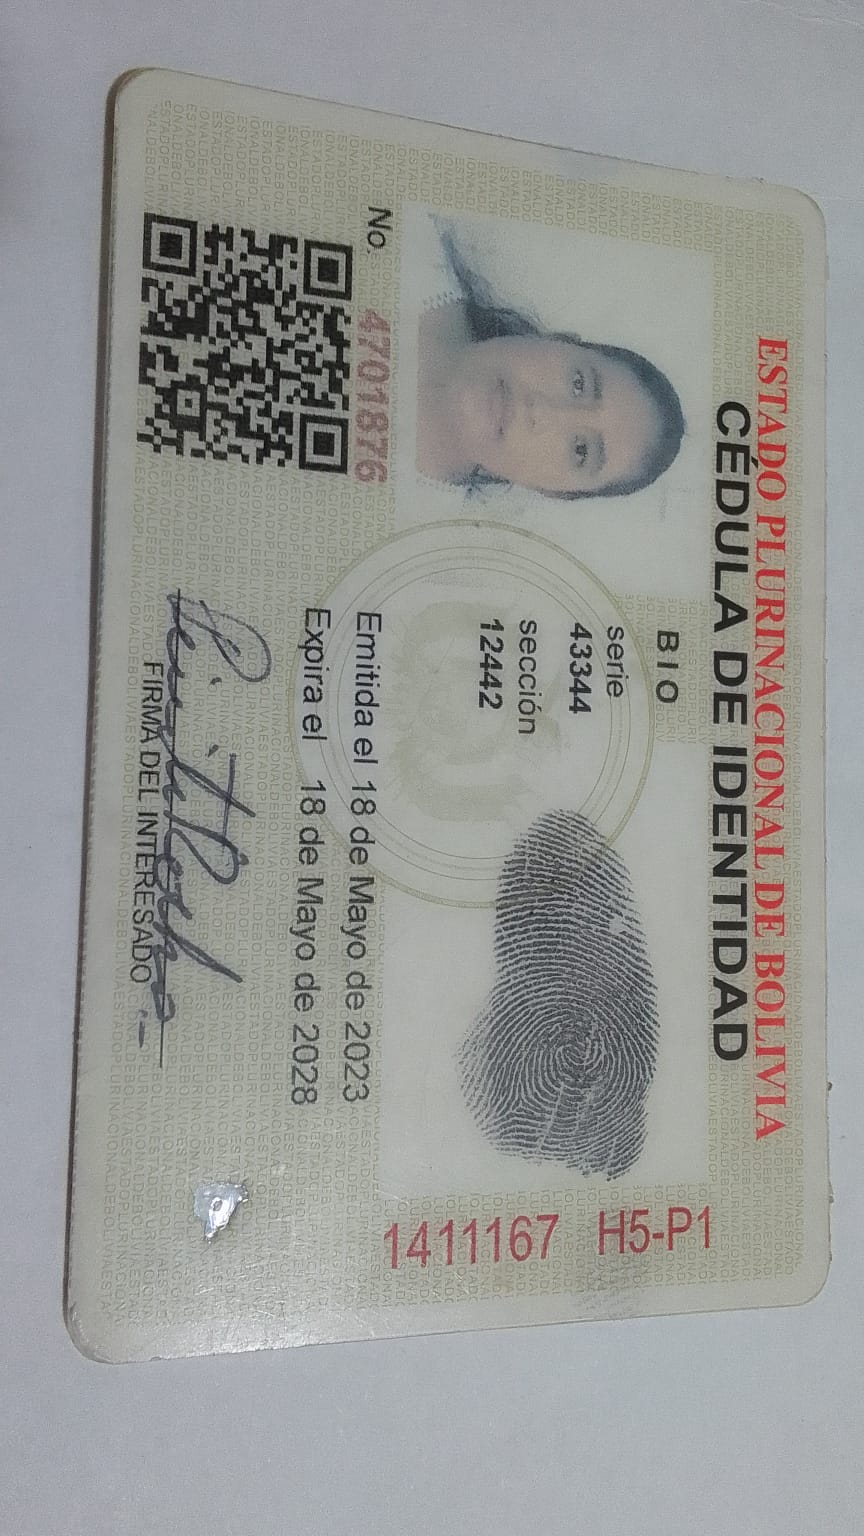 ESTADO PLURINACIONAL DE BOLIVIA
CÉDULA DE IDENTIDAD
BIO
serie
43344
sección
12442
H5-P1
1411167
No. 4701876
Emitida el 18 de Mayo de 2023
Expira el 18 de Mayo de 2028
FIRMA DEL INTERESADO